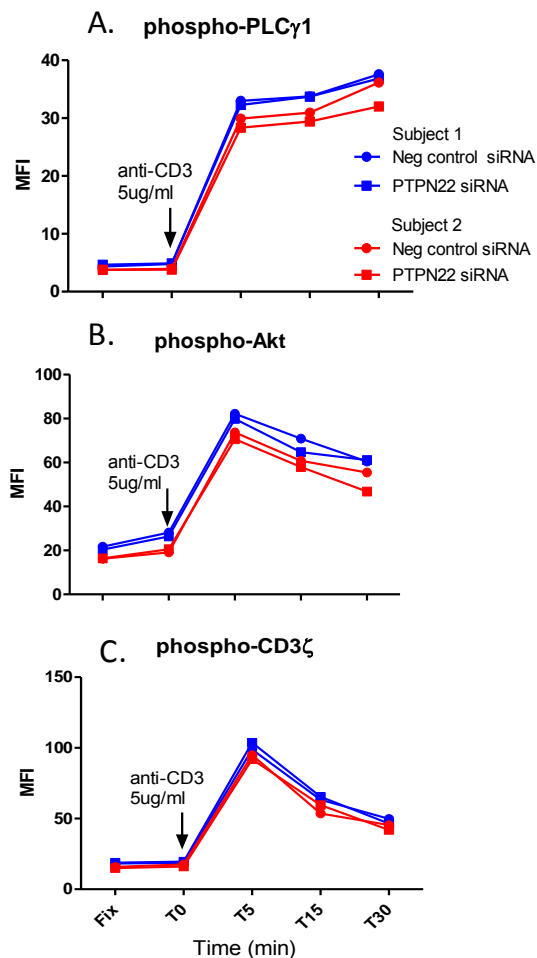 A. phospho-PLCγ1
40
30
20
10
0
MFI
anti-CD3
5ug/ml
Subject 1
Neg control siRNA
PTPN22 siRNA
Subject 2
Neg control siRNA
PTPN22 siRNA
B. phospho-Akt
100
80
60
40
20
0
MFI
anti-CD3
5ug/ml
C. phospho-CD3ζ
150
100
50
0
MFI
anti-CD3
5ug/ml
Fix T0 T5 T15 T30
Time (min)